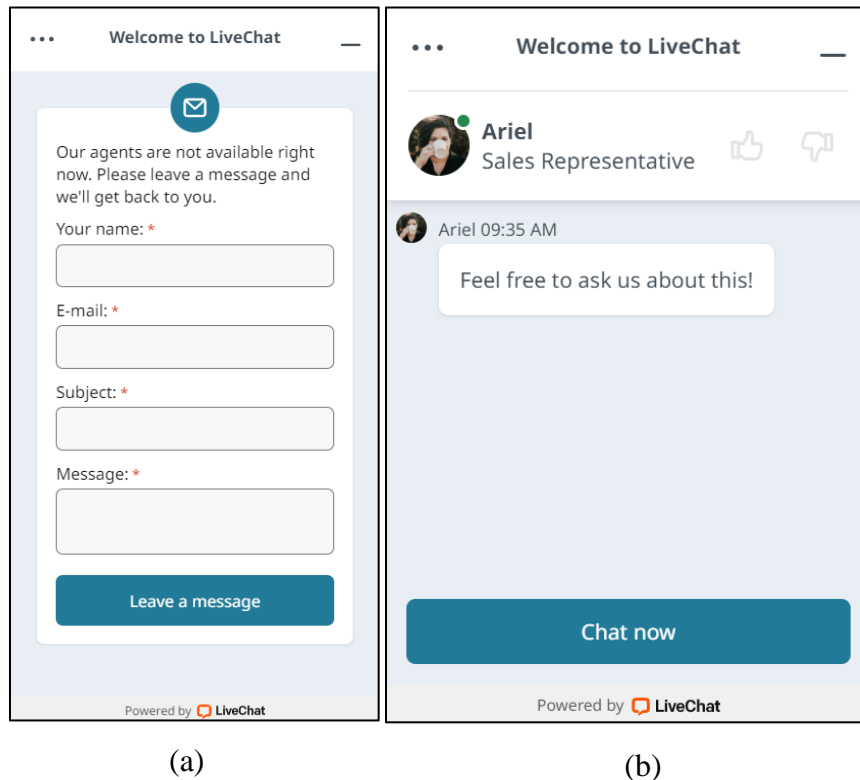 Welcome to LiveChat
Our agents are not available right
now. Please leave a message and
we'll get back to you.
Your name: *
E-mail: *
Subject: *
Message: *
Leave a message
Powered by LiveChat
(a)
Welcome to LiveChat
Ariel
Sales Representative
Ariel 09:35 AM
Feel free to ask us about this!
Chat now
Powered by LiveChat
(b)